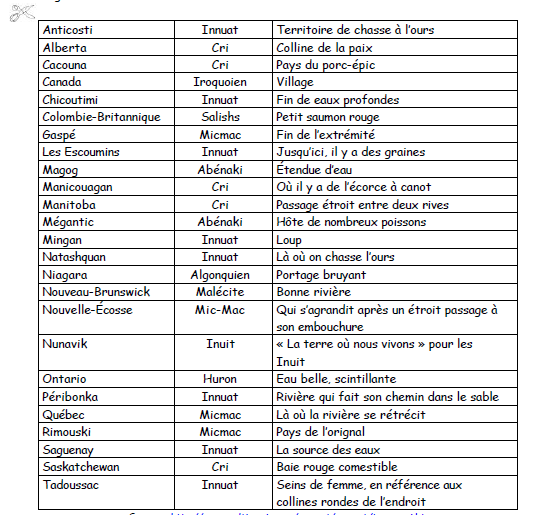 Anticosti Innuat Territoire de chasse à l'ours
Alberta Cri Colline de la paix
Cacouna Cri Pays du porc-épic
Canada Iroquoien Village
Chicoutimi Innuat Fin de eaux profondes
Colombie-Britannique Salishs Petit saumon rouge
Gaspé Micmac Fin de l'extrémité
Les Escoumins Innuat Jusqu'ici, il y a des graines
Magog Abénaki Étendue d'eau
Manicouagan Cri Où il y a de l'écorce à canot
Manitoba Cri Passage étroit entre deux rives
Mégantic Abénaki Hôte de nombreux poissons
Mingan Innuat Loup
Natashquan Innuat Là où on chasse l'ours
Niagara Algonquien Portage bruyant
Nouveau-Brunswick Malécite Bonne rivière
Nouvelle-Écosse Mic-Mac Qui s'agrandit après un étroit passage à
son embouchure
Nunavik Inuit « La terre où nous vivons » pour les
Inuit
Ontario Huron Eau belle, scintillante
Péribonka Innuat Rivière qui fait son chemin dans le sable
Québec Micmac Là où la rivière se rétrécit
Rimouski Micmac Pays de l'orignal
Saguenay Innuat La source des eaux
Saskatchewan Cri Baie rouge comestible
Tadoussac Innuat Seins de femme, en référence aux
collines rondes de l'endroit